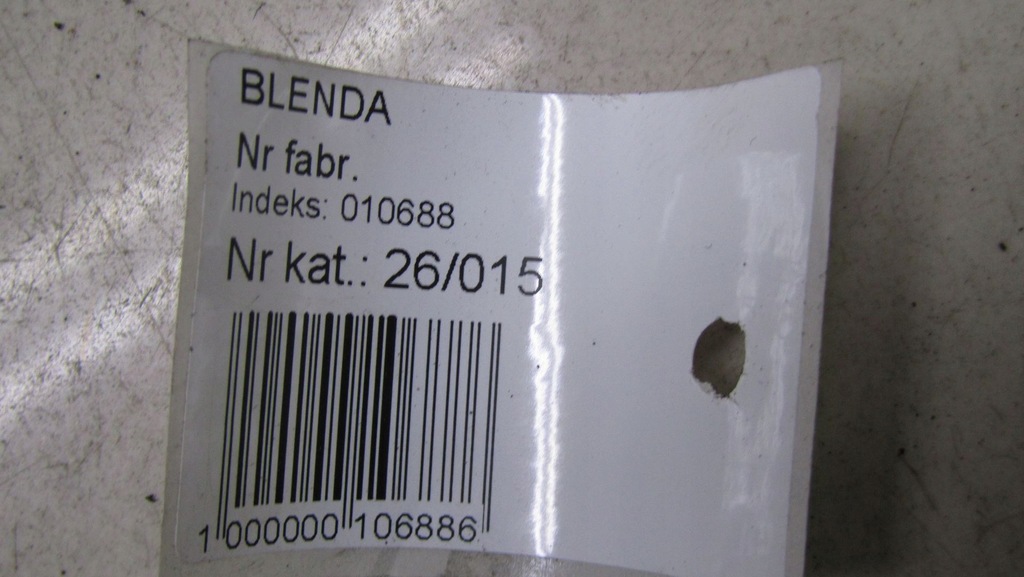 BLENDA
Nr fabr.
Indeks: 010688
Nr kat.: 26/015
1 000000 106886